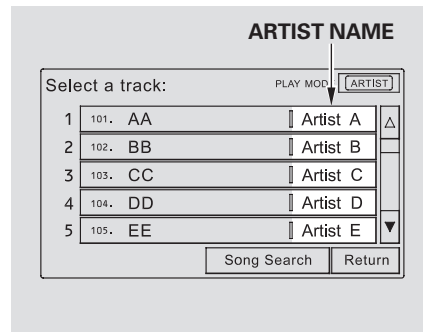 ARTIST NAME
Select a track: PLAY MODE ARTIST
1 101. AA Artist A
2 102. BB Artist B
3 103. CC Artist C
4 104. DD Artist D
5 105. EE Artist E
Song Search Return